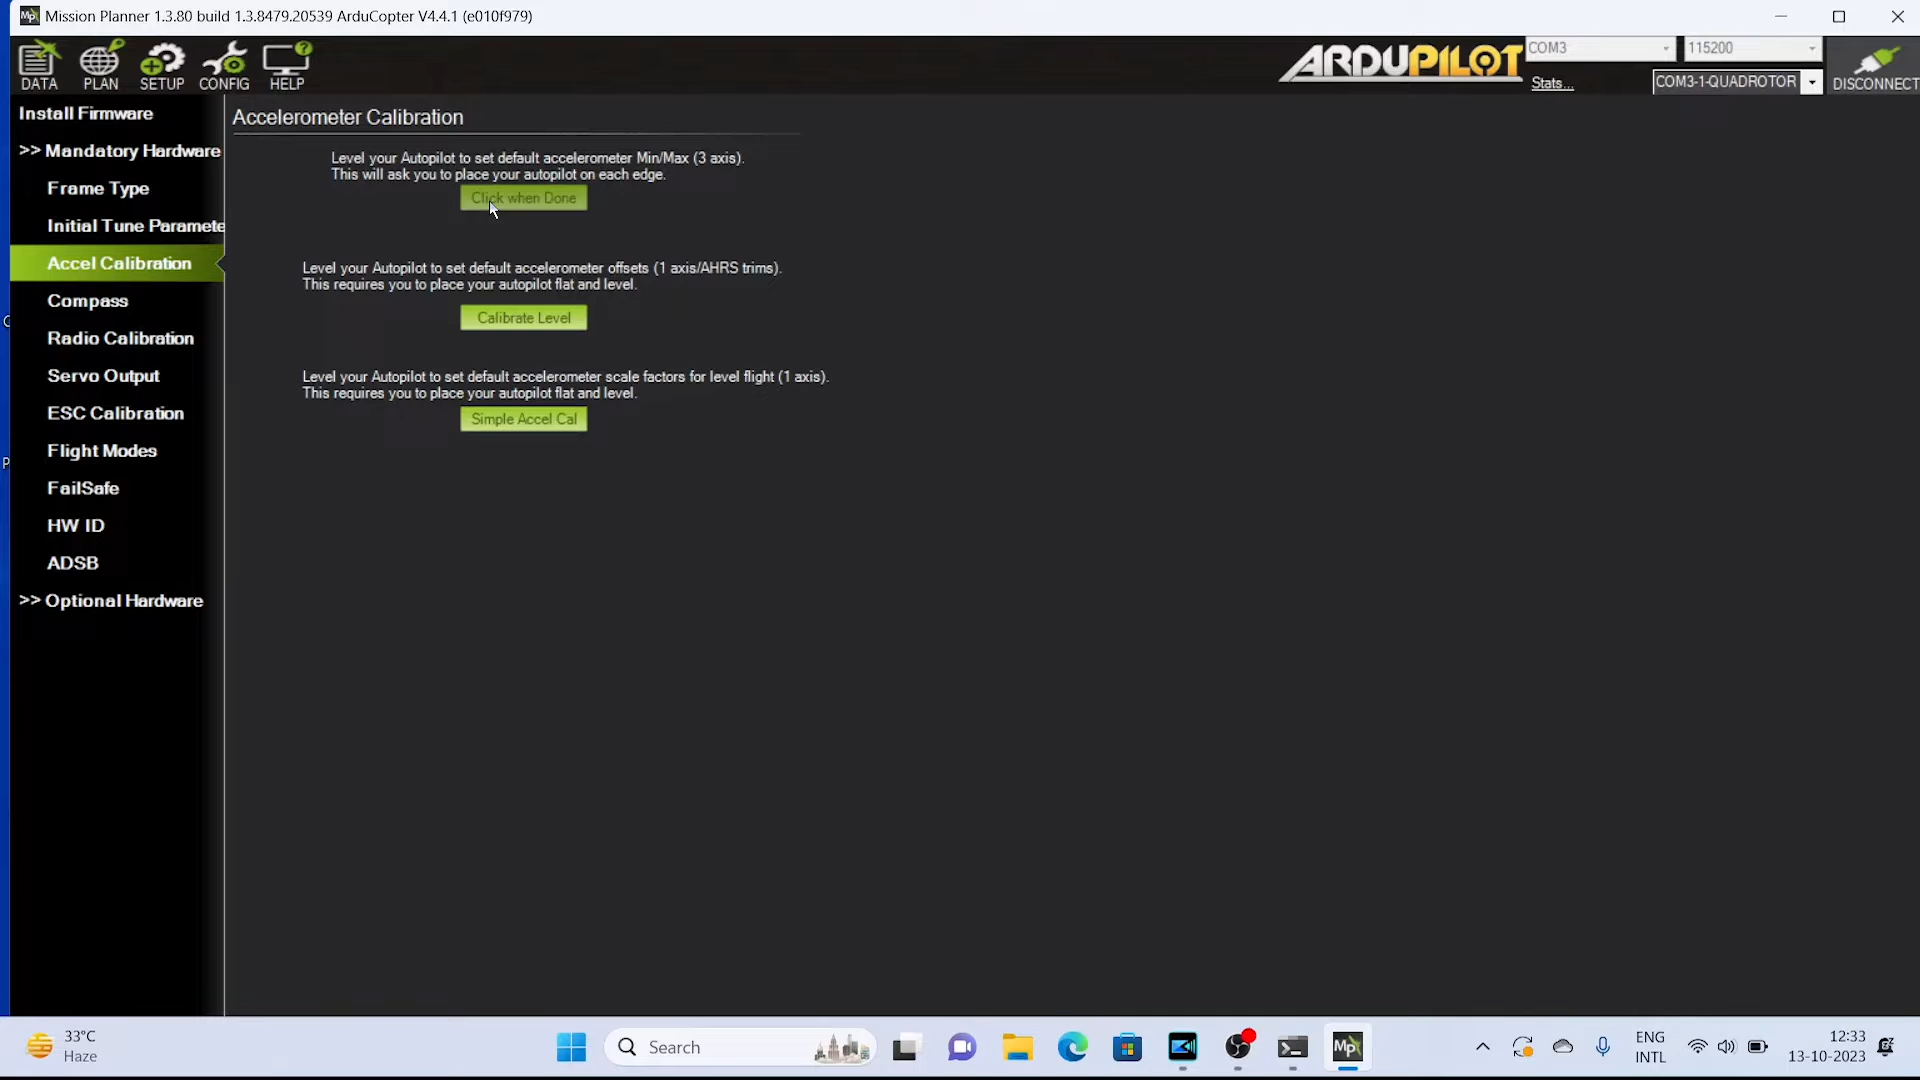 Mission Planner 1.3.80 build 1.3.8479.20539 ArduCopter V4.4.1 (e010f979)
DATA
PLAN
SETUP
CONFIG
HELP
ARDUPILOT
COM3
115200
Stats...
COM3-1-QUADROTOR
DISCONNECT
Install Firmware
>> Mandatory Hardware
Frame Type
Initial Tune Paramete
Accel Calibration
Compass
Radio Calibration
Servo Output
ESC Calibration
Flight Modes
FailSafe
HW ID
ADSB
>> Optional Hardware
Accelerometer Calibration
Level your Autopilot to set default accelerometer Min/Max (3 axis).
This will ask you to place your autopilot on each edge.
Click when Done
Level your Autopilot to set default accelerometer offsets (1 axis/AHRS trims).
This requires you to place your autopilot flat and level.
Calibrate Level
Level your Autopilot to set default accelerometer scale factors for level flight (1 axis).
This requires you to place your autopilot flat and level.
Simple Accel Cal
33°C
Haze
Search
ENG
INTL
12:33
13-10-2023